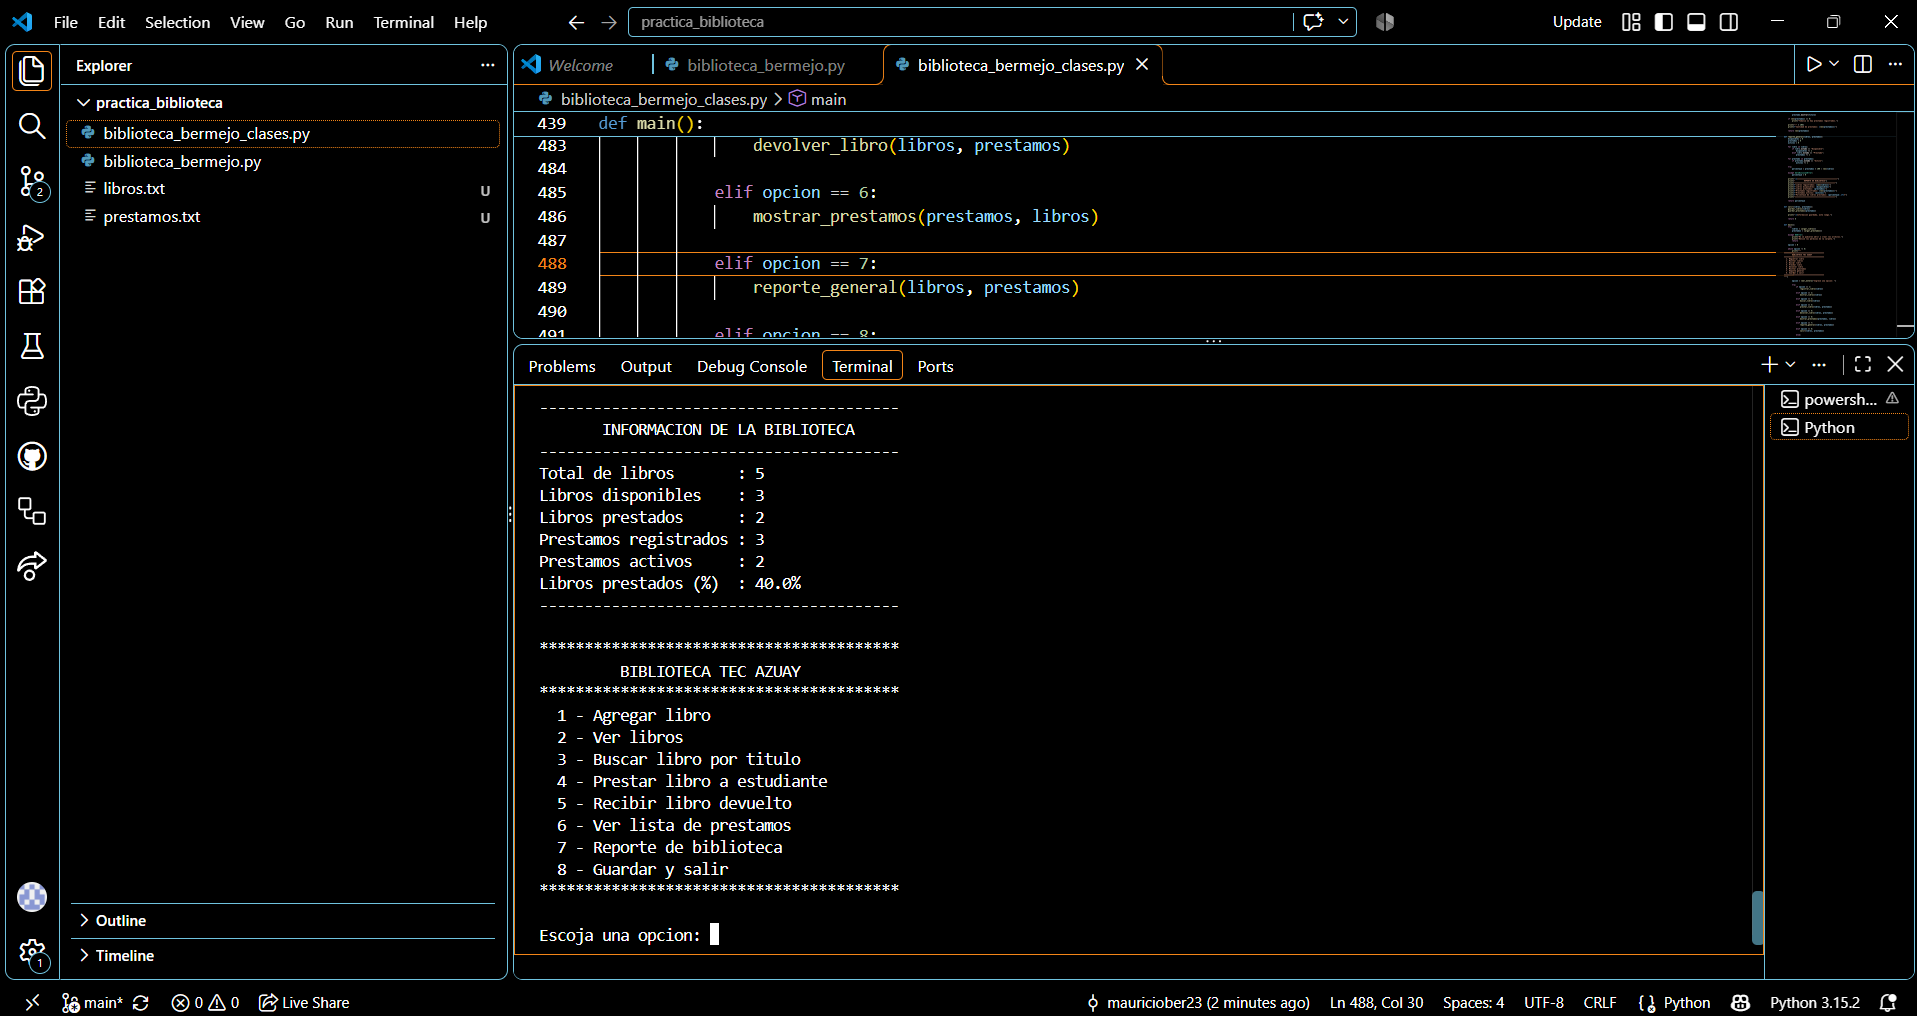 File Edit Selection View Go Run Terminal Help
practica_biblioteca
Update
Explorer
practica_biblioteca
biblioteca_bermejo_clases.py
biblioteca_bermejo.py
libros.txt U
prestamos.txt U
Outline
Timeline
2
1
Welcome
biblioteca_bermejo.py
biblioteca_bermejo_clases.py
biblioteca_bermejo_clases.py > main
439 def main():
483 devolver_libro(libros, prestamos)
484
485 elif opcion == 6:
486 mostrar_prestamos(prestamos, libros)
487
488 elif opcion == 7:
489 reporte_general(libros, prestamos)
490
491 elif opcion == 8:
Problems Output Debug Console Terminal Ports
powersh...
Python
----------------------------------------
INFORMACION DE LA BIBLIOTECA
----------------------------------------
Total de libros : 5
Libros disponibles : 3
Libros prestados : 2
Prestamos registrados : 3
Prestamos activos : 2
Libros prestados (%) : 40.0%
----------------------------------------
****************************************
BIBLIOTECA TEC AZUAY
****************************************
1 - Agregar libro
2 - Ver libros
3 - Buscar libro por titulo
4 - Prestar libro a estudiante
5 - Recibir libro devuelto
6 - Ver lista de prestamos
7 - Reporte de biblioteca
8 - Guardar y salir
****************************************
Escoja una opcion:
main* 0 0 Live Share
mauriciober23 (2 minutes ago) Ln 488, Col 30 Spaces: 4 UTF-8 CRLF Python Python 3.15.2